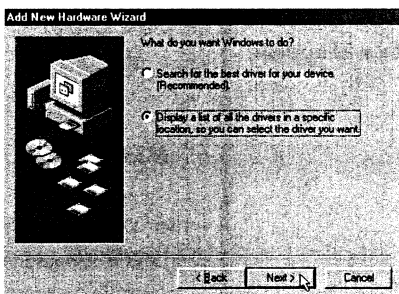 Add New Hardware Wizard
What do you want Windows to do?
Search for the best driver for your device.
(Recommended).
Display a list of all the drivers in a specific
location, so you can select the driver you want.
< Back
Next >
Cancel